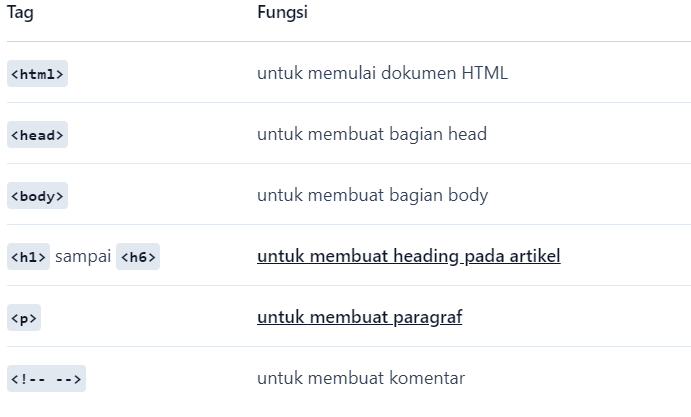 Tag Fungsi
<html> untuk memulai dokumen HTML
<head> untuk membuat bagian head
<body> untuk membuat bagian body
<h1> sampai <h6> untuk membuat heading pada artikel
<p> untuk membuat paragraf
<!-- --> untuk membuat komentar